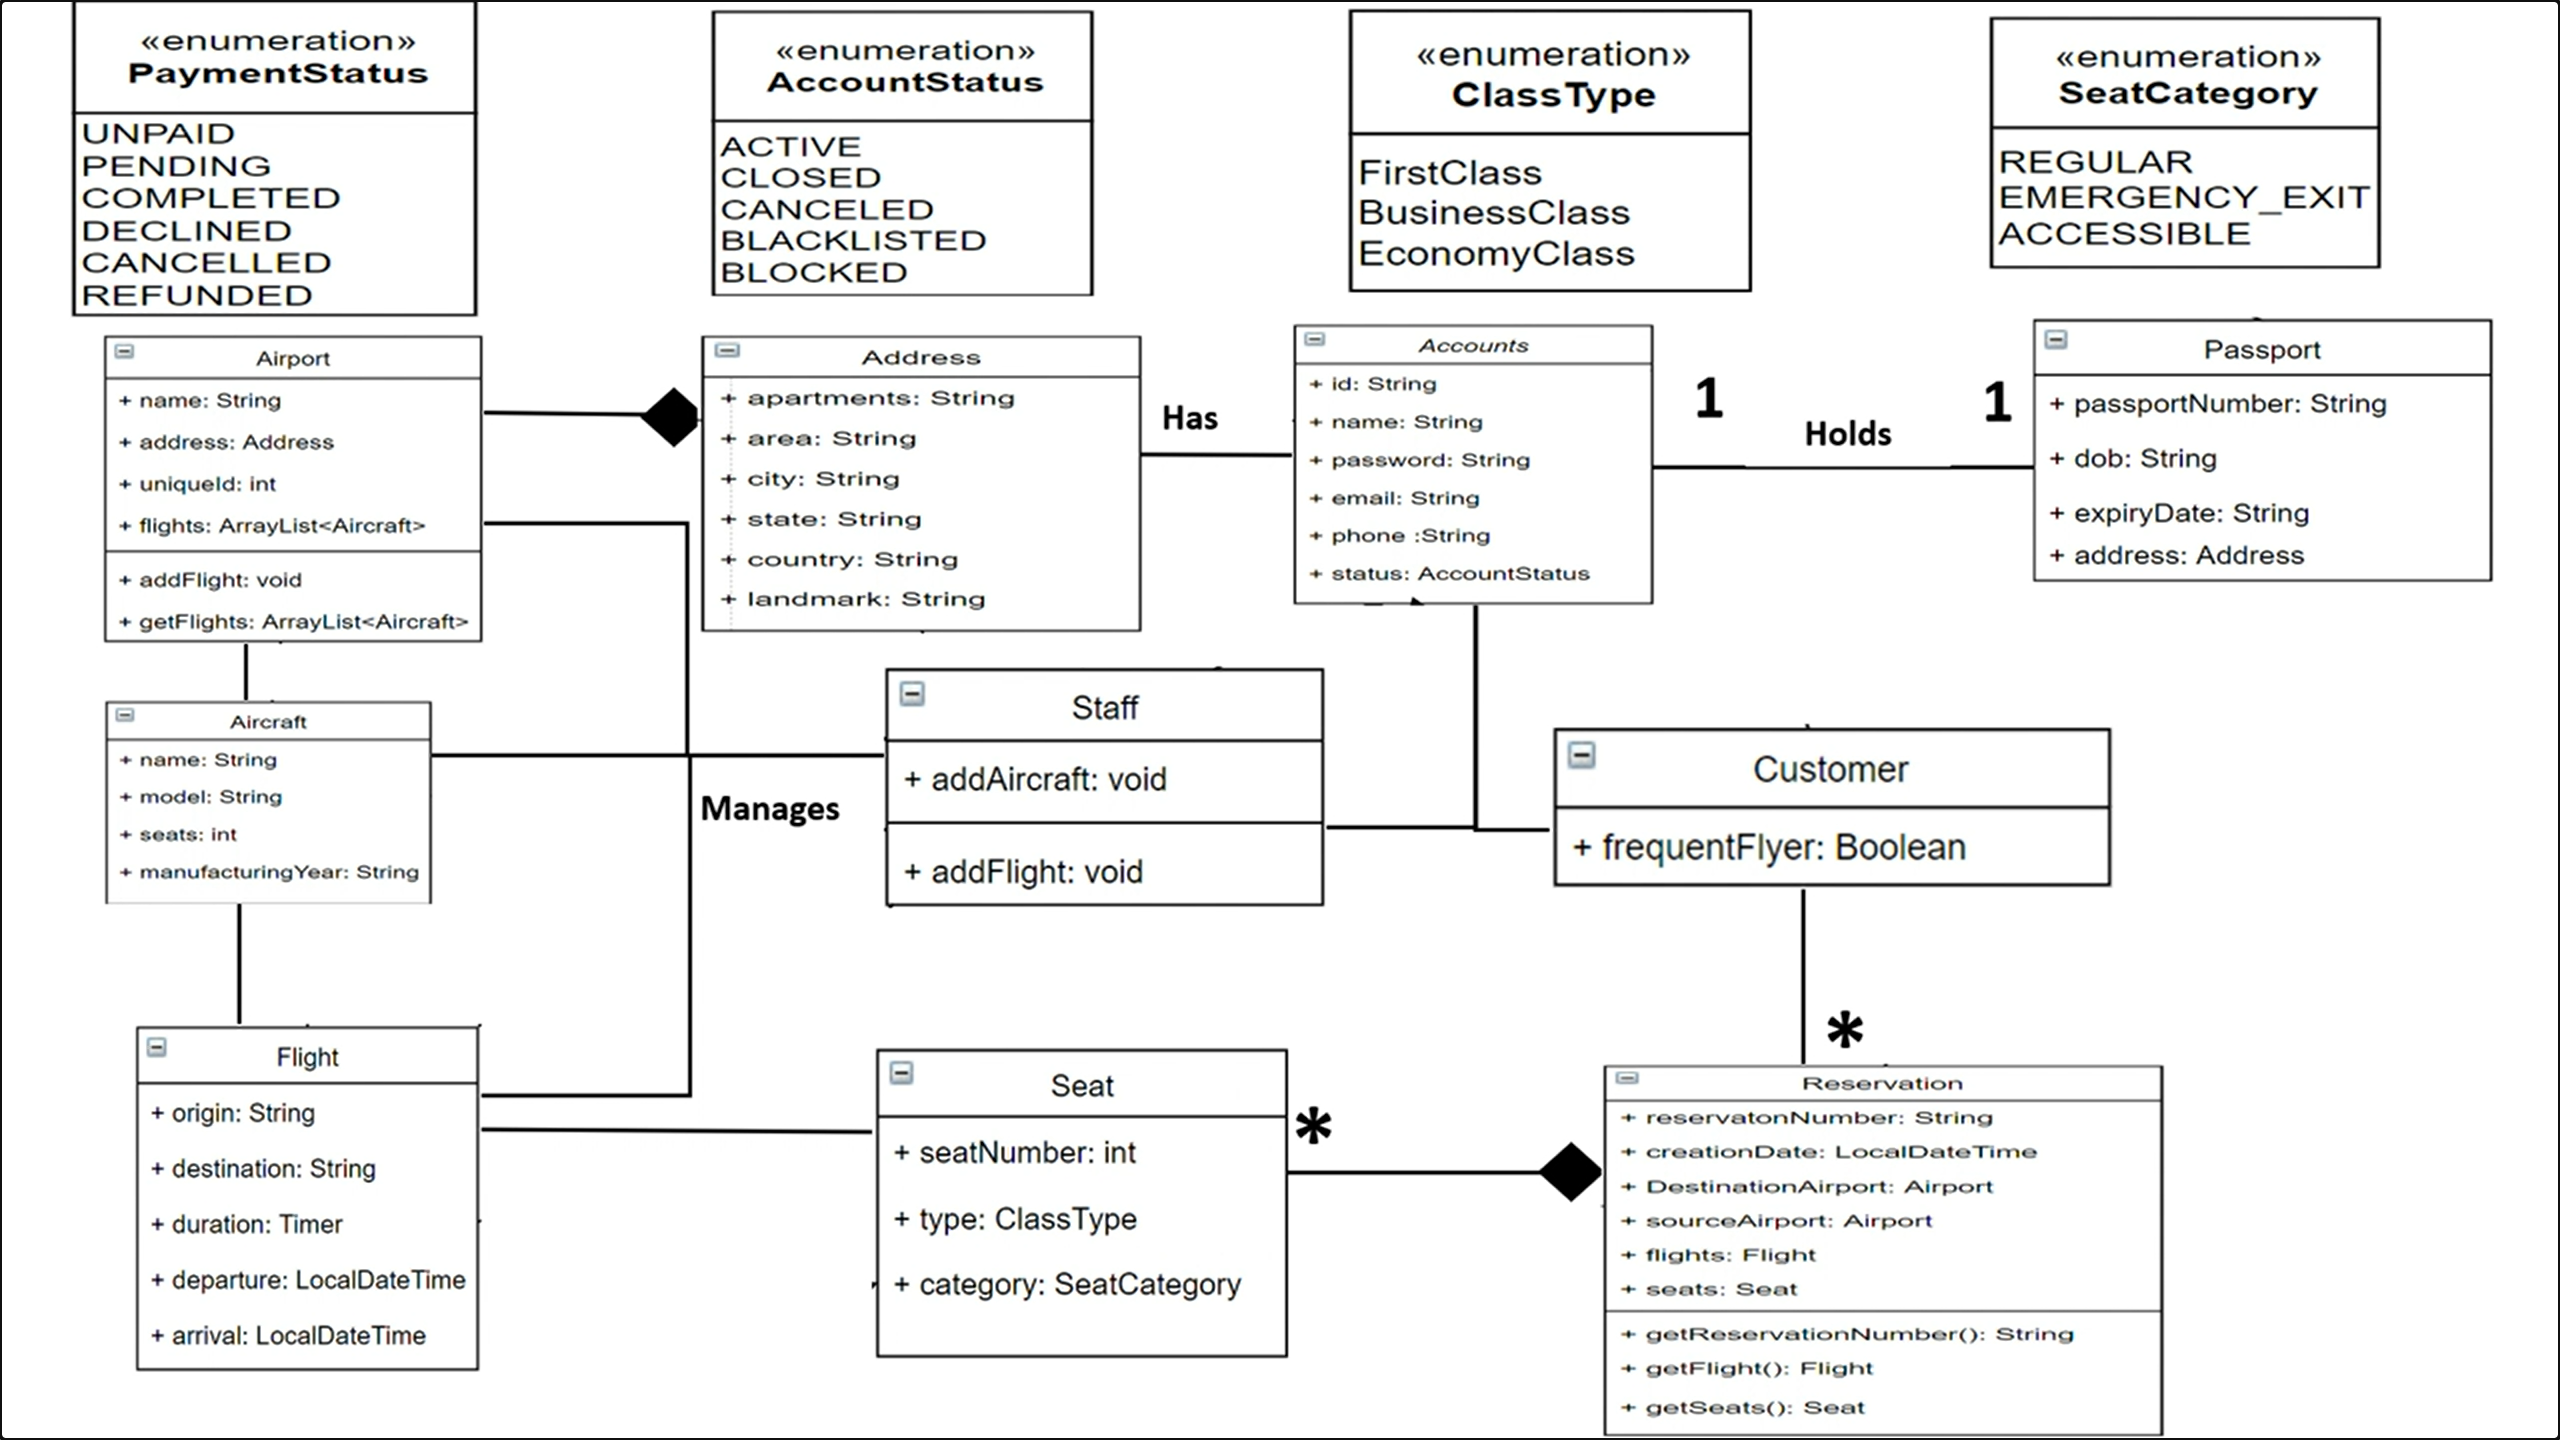 «enumeration»
PaymentStatus
UNPAID
PENDING
COMPLETED
DECLINED
CANCELLED
REFUNDED
«enumeration»
AccountStatus
ACTIVE
CLOSED
CANCELED
BLACKLISTED
BLOCKED
«enumeration»
ClassType
FirstClass
BusinessClass
EconomyClass
«enumeration»
SeatCategory
REGULAR
EMERGENCY_EXIT
ACCESSIBLE
Airport
+ name: String
+ address: Address
+ uniqueId: int
+ flights: ArrayList<Aircraft>
+ addFlight: void
+ getFlights: ArrayList<Aircraft>
Address
+ apartments: String
+ area: String
+ city: String
+ state: String
+ country: String
+ landmark: String
Has
Accounts
+ id: String
+ name: String
+ password: String
+ email: String
+ phone :String
+ status: AccountStatus
1
Holds
1
Passport
+ passportNumber: String
+ dob: String
+ expiryDate: String
+ address: Address
Aircraft
+ name: String
+ model: String
+ seats: int
+ manufacturingYear: String
Manages
Staff
+ addAircraft: void
+ addFlight: void
Customer
+ frequentFlyer: Boolean
*
Flight
+ origin: String
+ destination: String
+ duration: Timer
+ departure: LocalDateTime
+ arrival: LocalDateTime
Seat
+ seatNumber: int
+ type: ClassType
+ category: SeatCategory
*
Reservation
+ reservatonNumber: String
+ creationDate: LocalDateTime
+ DestinationAirport: Airport
+ sourceAirport: Airport
+ flights: Flight
+ seats: Seat
+ getReservationNumber(): String
+ getFlight(): Flight
+ getSeats(): Seat